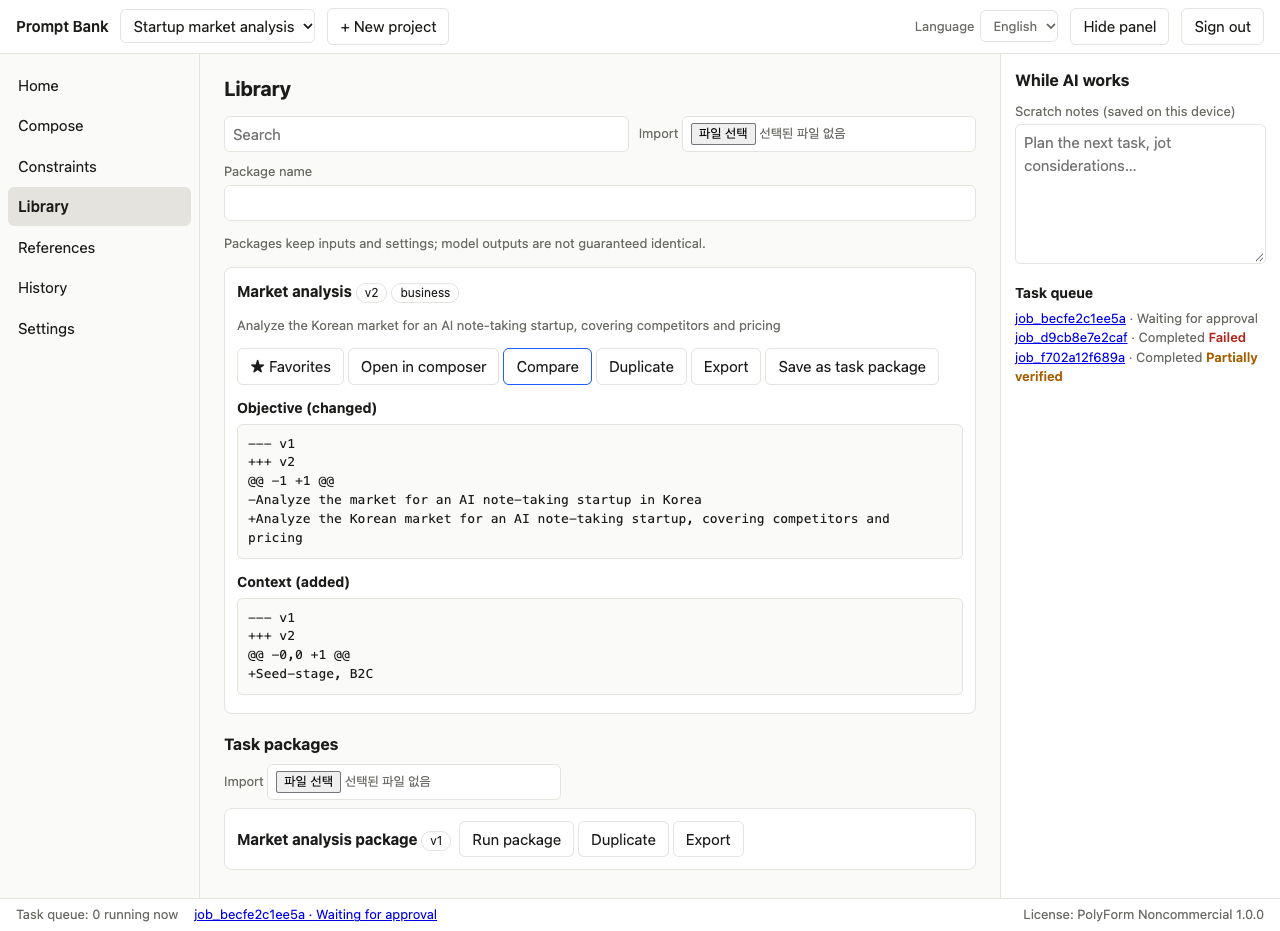 Prompt Bank Startup market analysis + New project Language English Hide panel Sign out
Home
Compose
Constraints
Library
References
History
Settings
Library
Search Import 파일 선택 선택된 파일 없음
Package name
Packages keep inputs and settings; model outputs are not guaranteed identical.
Market analysis v2 business
Analyze the Korean market for an AI note-taking startup, covering competitors and pricing
★ Favorites Open in composer Compare Duplicate Export Save as task package
Objective (changed)
--- v1
+++ v2
@@ -1 +1 @@
-Analyze the market for an AI note-taking startup in Korea
+Analyze the Korean market for an AI note-taking startup, covering competitors and
pricing
Context (added)
--- v1
+++ v2
@@ -0,0 +1 @@
+Seed-stage, B2C
Task packages
Import 파일 선택 선택된 파일 없음
Market analysis package v1 Run package Duplicate Export
While AI works
Scratch notes (saved on this device)
Plan the next task, jot
considerations...
Task queue
job_becfe2c1ee5a · Waiting for approval
job_d9cb8e7e2caf · Completed Failed
job_f702a12f689a · Completed Partially
verified
Task queue: 0 running now job_becfe2c1ee5a · Waiting for approval License: PolyForm Noncommercial 1.0.0